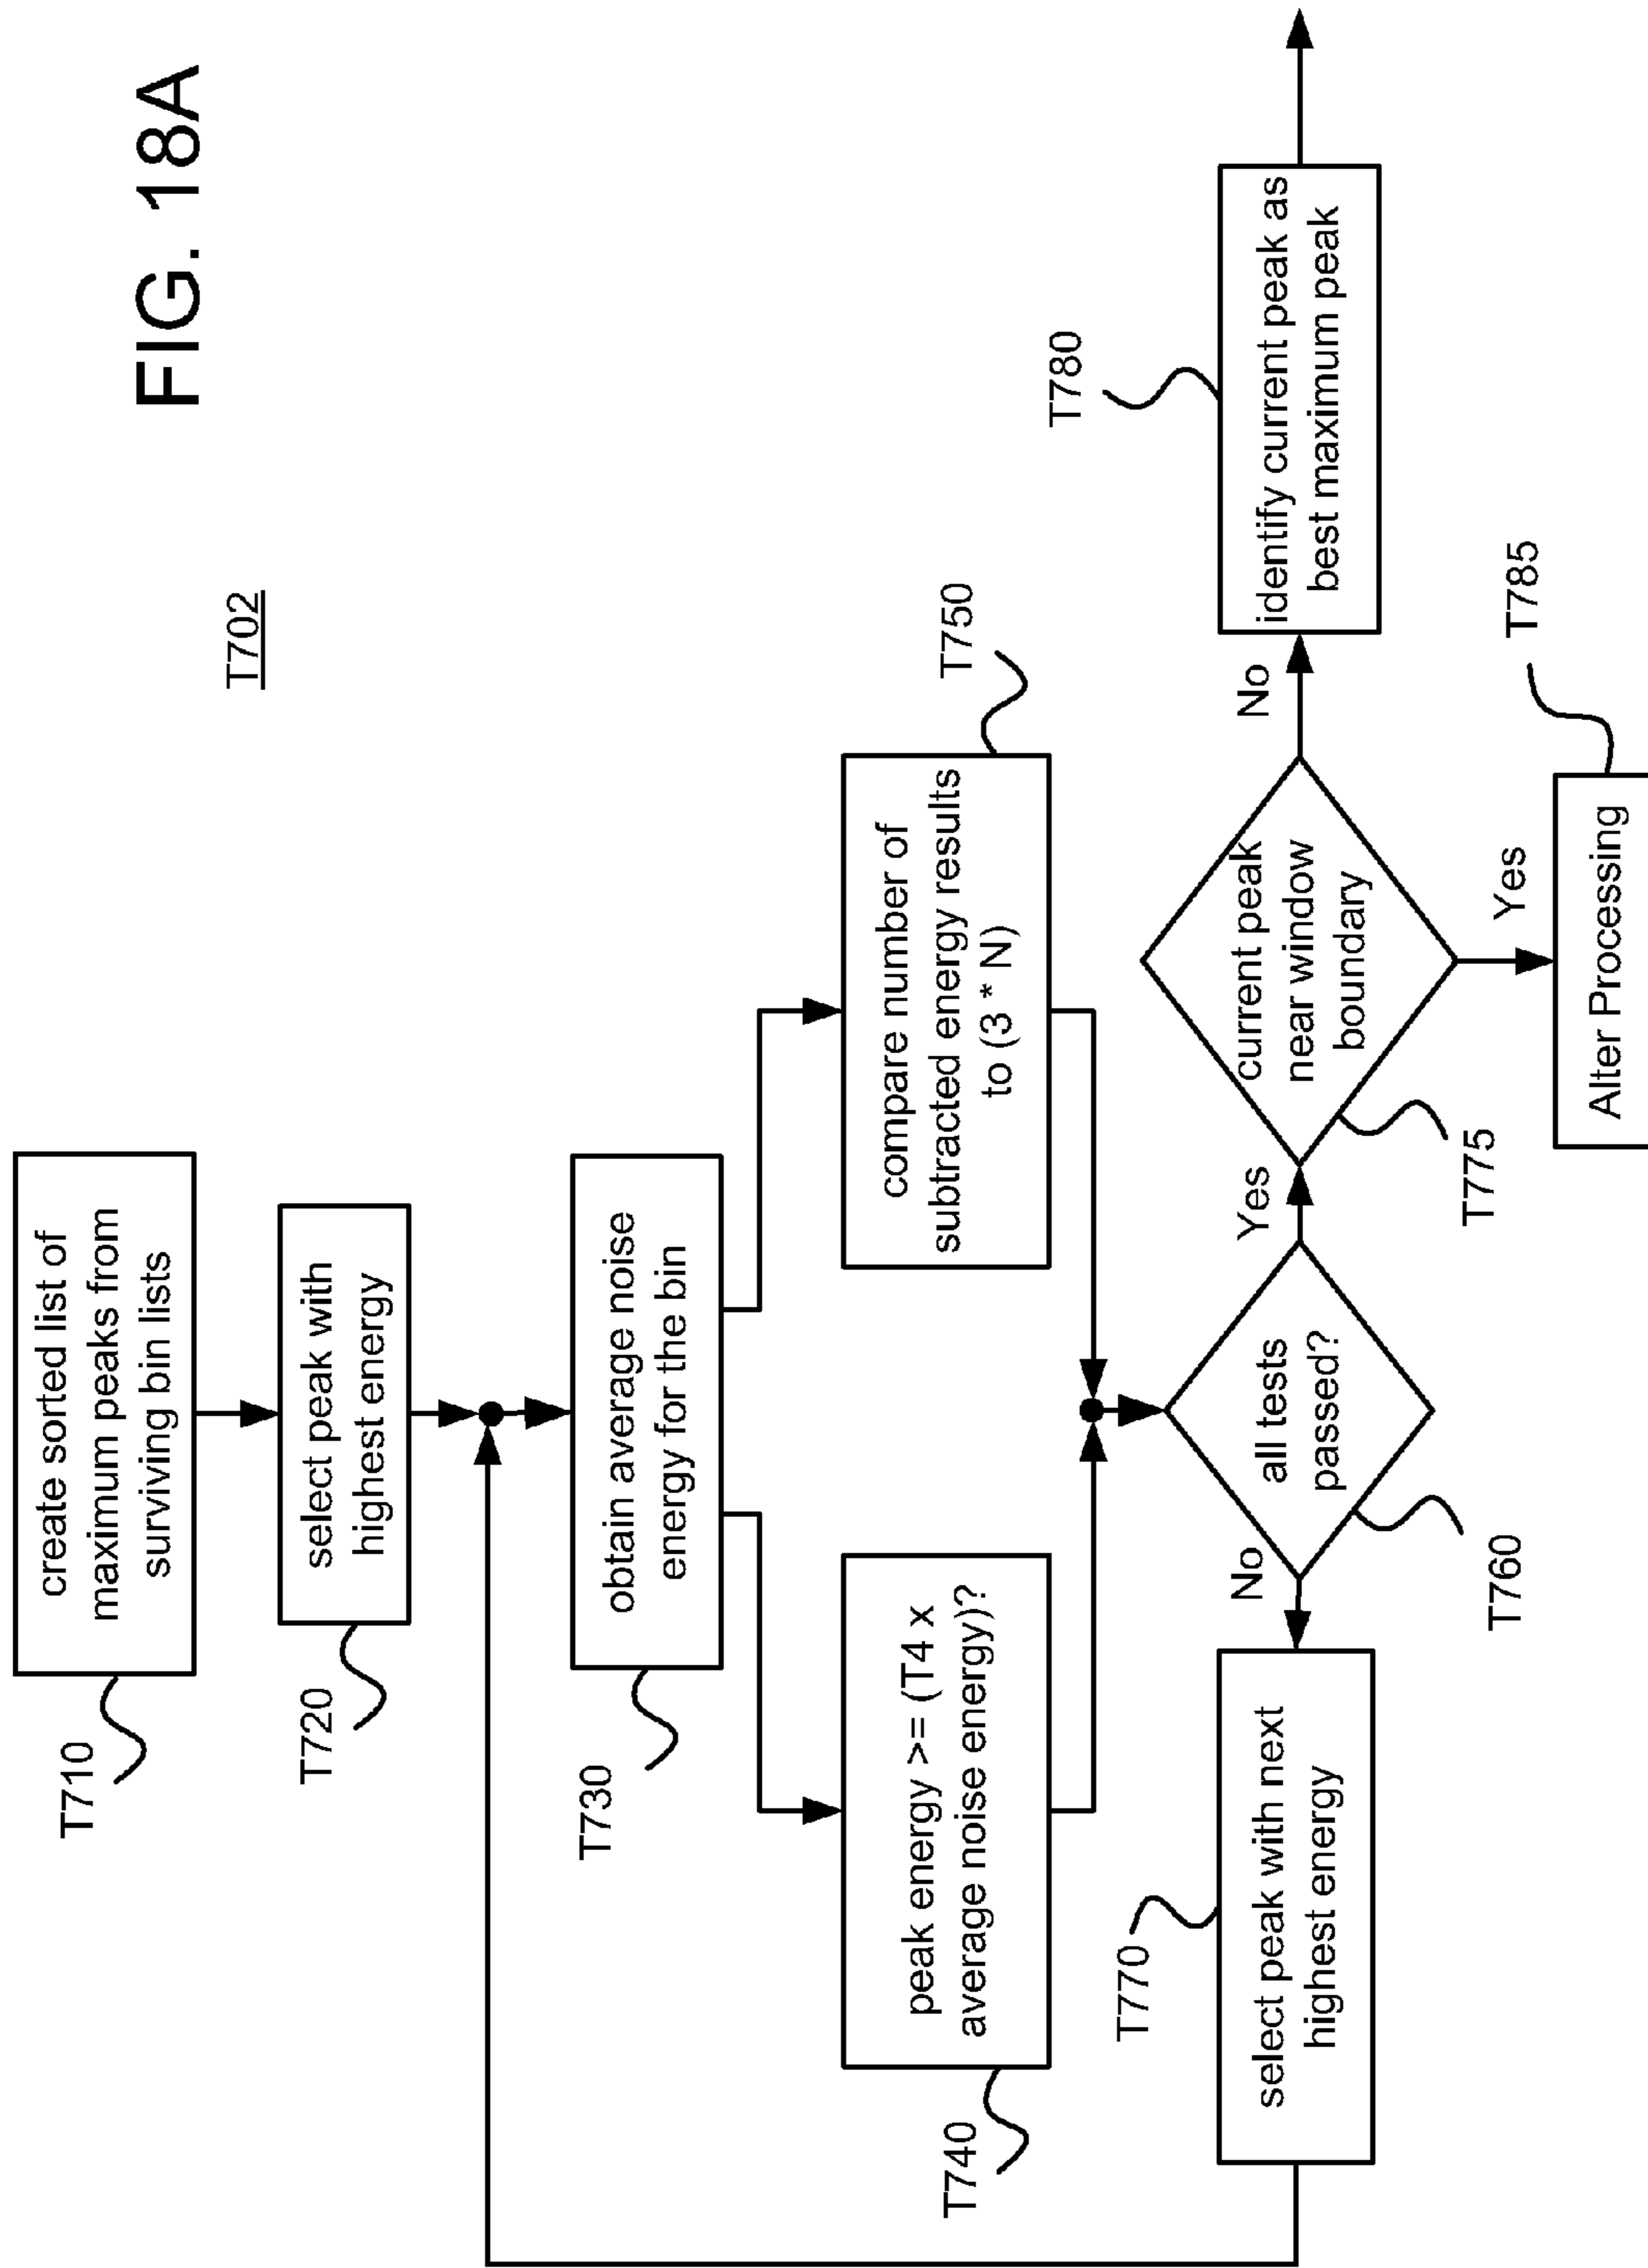 FIG. 18A
T702
create sorted list of
maximum peaks from
surviving bin lists
T710
select peak with
highest energy
T720
obtain average noise
energy for the bin
T730
peak energy >= (T4 x
average noise energy)?
T740
compare number of
subtracted energy results
to (3 * N)
T750
all tests
passed?
T760
No
Yes
select peak with next
highest energy
T770
current peak
near window
boundary
T775
No
Yes
identify current peak as
best maximum peak
T780
Alter Processing
T785